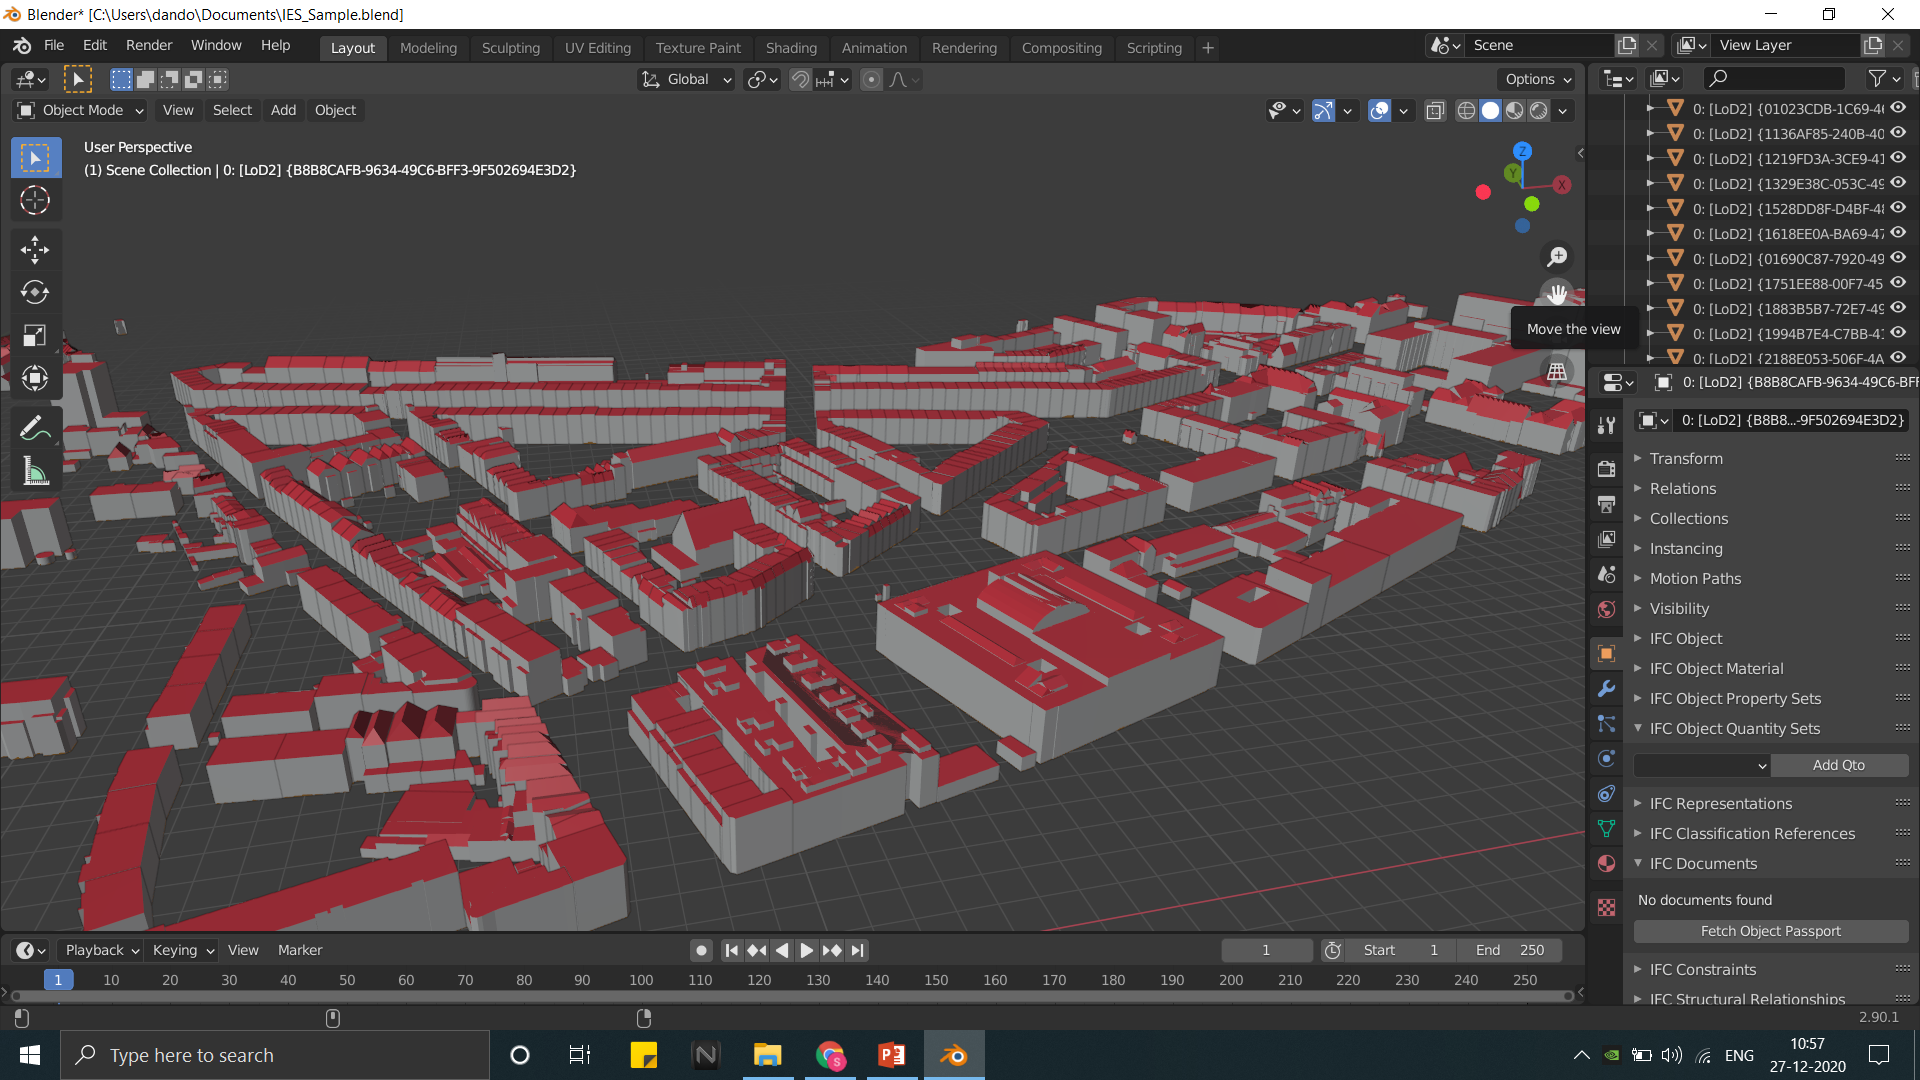 Blender* [C:\Users\dando\Documents\IES_Sample.blend]
File Edit Render Window Help
Layout Modeling Sculpting UV Editing Texture Paint Shading Animation Rendering Compositing Scripting +
Scene
View Layer
Global
Options
Object Mode View Select Add Object
User Perspective
(1) Scene Collection | 0: [LoD2] {B8B8CAFB-9634-49C6-BFF3-9F502694E3D2}
Z
Y
X
Move the view
0: [LoD2] {01023CDB-1C69-4
0: [LoD2] {1136AF85-240B-40
0: [LoD2] {1219FD3A-3CE9-41
0: [LoD2] {1329E38C-053C-49
0: [LoD2] {1528DD8F-D4BF-48
0: [LoD2] {1618EE0A-BA69-47
0: [LoD2] {01690C87-7920-49
0: [LoD2] {1751EE88-00F7-45
0: [LoD2] {1883B5B7-72E7-49
0: [LoD2] {1994B7E4-C7BB-41
0: [LoD2] {2188E053-506F-4A
0: [LoD2] {B8B8CAFB-9634-49C6-BFF
0: [LoD2] {B8B8...-9F502694E3D2}
Transform
Relations
Collections
Instancing
Motion Paths
Visibility
IFC Object
IFC Object Material
IFC Object Property Sets
IFC Object Quantity Sets
Add Qto
IFC Representations
IFC Classification References
IFC Documents
No documents found
Fetch Object Passport
IFC Constraints
IFC Structural Relationships
Playback Keying View Marker
1 Start 1 End 250
1 10 20 30 40 50 60 70 80 90 100 110 120 130 140 150 160 170 180 190 200 210 220 230 240 250
2.90.1
Type here to search
ENG
10:57
27-12-2020